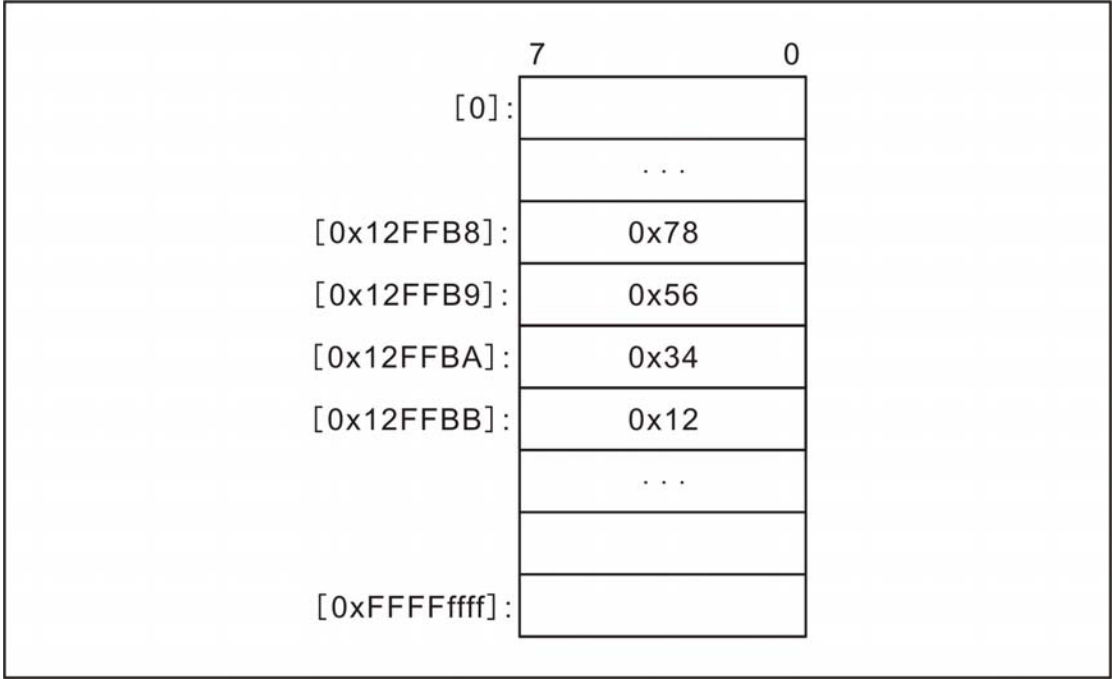 7 0
[0]:
. . .
[0x12FFB8]: 0x78
[0x12FFB9]: 0x56
[0x12FFBA]: 0x34
[0x12FFBB]: 0x12
. . .
[0xFFFFffff]: